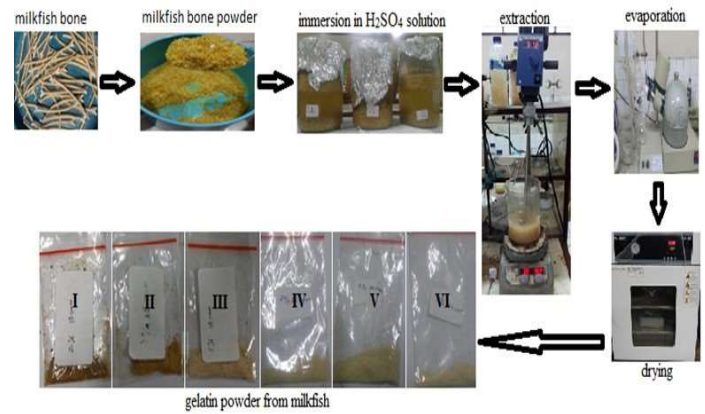 milkfish bone
milkfish bone powder
immersion in H₂SO₄ solution
extraction
evaporation
drying
I
II
III
IV
V
VI
gelatin powder from milkfish